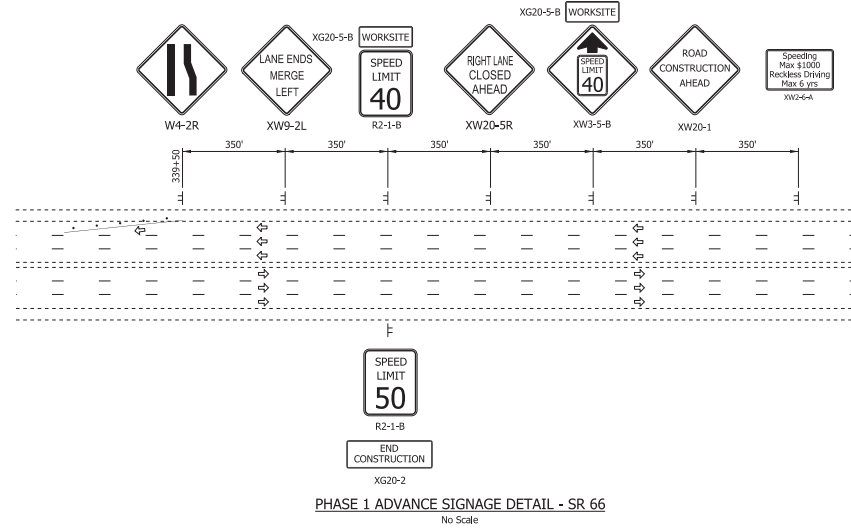 XG20-5-B WORKSITE
XG20-5-B WORKSITE
LANE ENDS
MERGE
LEFT
SPEED
LIMIT
40
RIGHT LANE
CLOSED
AHEAD
SPEED
LIMIT
40
ROAD
CONSTRUCTION
AHEAD
Speeding
Max $1000
Reckless Driving
Max 6 yrs
W4-2R
XW9-2L
R2-1-B
XW20-5R
XW3-5-B
XW20-1
XW2-6-A
339+50
350' 350' 350' 350' 350' 350'
SPEED
LIMIT
50
R2-1-B
END
CONSTRUCTION
XG20-2
PHASE 1 ADVANCE SIGNAGE DETAIL - SR 66
No Scale